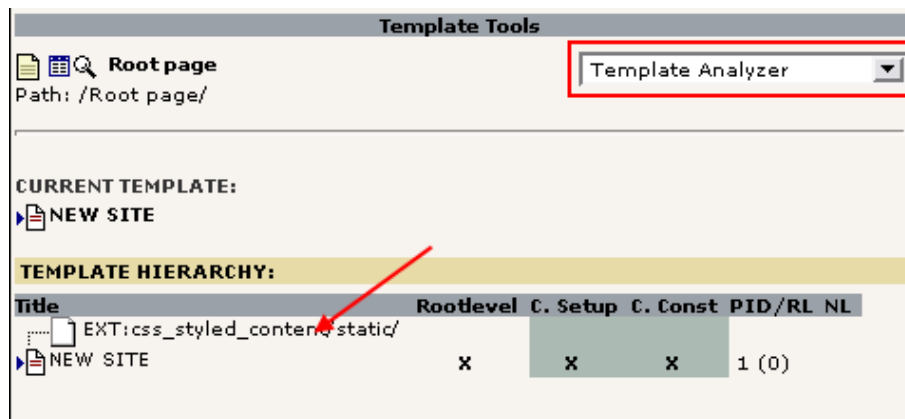 Template Tools
Root page
Template Analyzer
Path: /Root page/
CURRENT TEMPLATE:
NEW SITE
TEMPLATE HIERARCHY:
Title Rootlevel C. Setup C. Const PID/RL NL
EXT:css_styled_content/static/
NEW SITE x x x 1 (0)